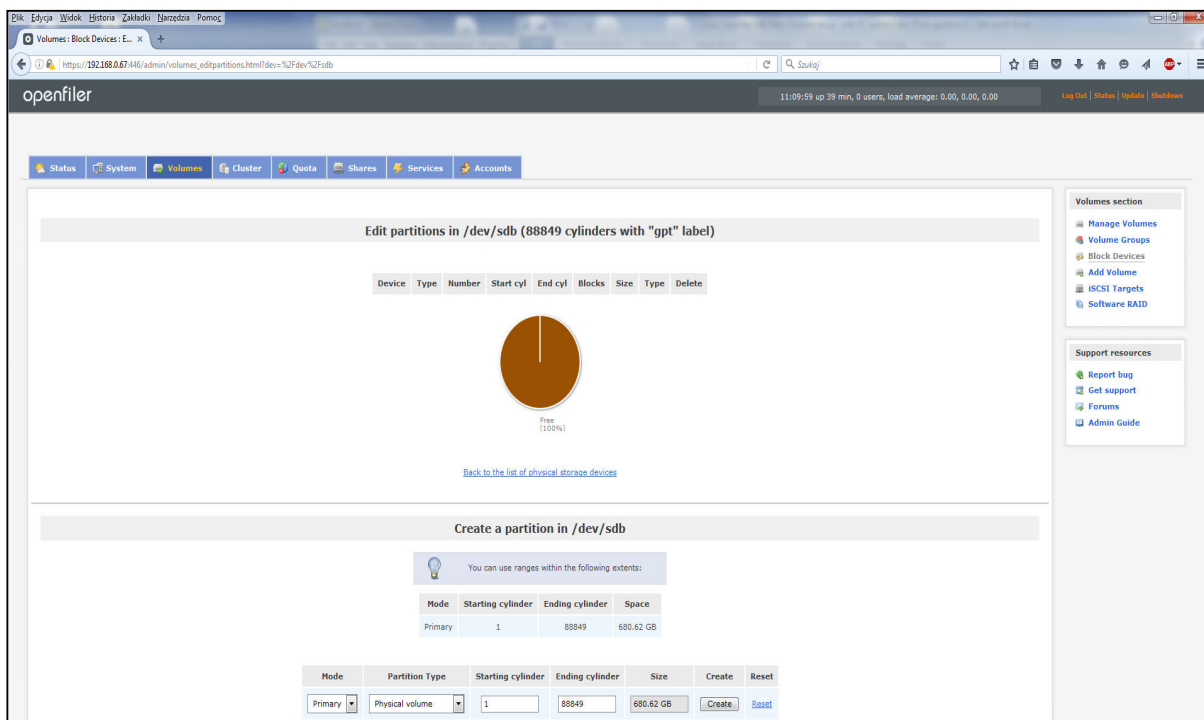 Plik Edycja Widok Historia Zakładki Narzędzia Pomoc
Volumes : Block Devices : E...
https://192.168.0.67:446/admin/volumes_editpartitions.html?dev=%2Fdev%2Fsdb
Szukaj
ABP
openfiler
11:09:59 up 39 min, 0 users, load average: 0.00, 0.00, 0.00
Log Out | Status | Update | Shutdown
Status System Volumes Cluster Quota Shares Services Accounts
Edit partitions in /dev/sdb (88849 cylinders with "gpt" label)
Device Type Number Start cyl End cyl Blocks Size Type Delete
Free
(100%)
Back to the list of physical storage devices
Create a partition in /dev/sdb
You can use ranges within the following extents:
Mode Starting cylinder Ending cylinder Space
Primary 1 88849 680.62 GB
Mode Partition Type Starting cylinder Ending cylinder Size Create Reset
Primary Physical volume 1 88849 680.62 GB Create Reset
Volumes section
Manage Volumes
Volume Groups
Block Devices
Add Volume
iSCSI Targets
Software RAID
Support resources
Report bug
Get support
Forums
Admin Guide